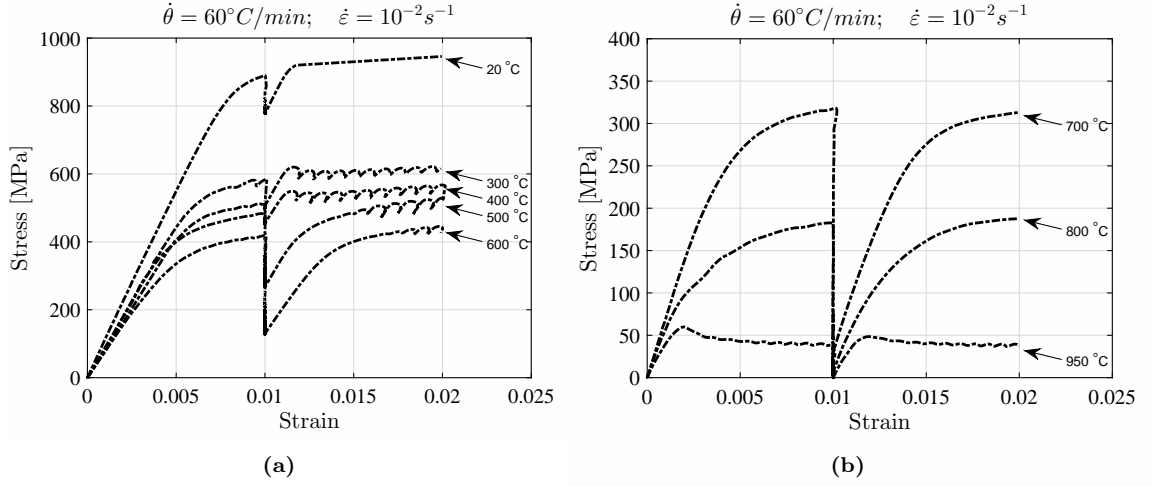 θ̇ = 60°C/min; ε̇ = 10⁻²s⁻¹
1000
800
600
400
200
0
Stress [MPa]
20 °C
300 °C
400 °C
500 °C
600 °C
0 0.005 0.01 0.015 0.02 0.025
Strain
(a)
θ̇ = 60°C/min; ε̇ = 10⁻²s⁻¹
400
350
300
250
200
150
100
50
0
Stress [MPa]
700 °C
800 °C
950 °C
0 0.005 0.01 0.015 0.02 0.025
Strain
(b)